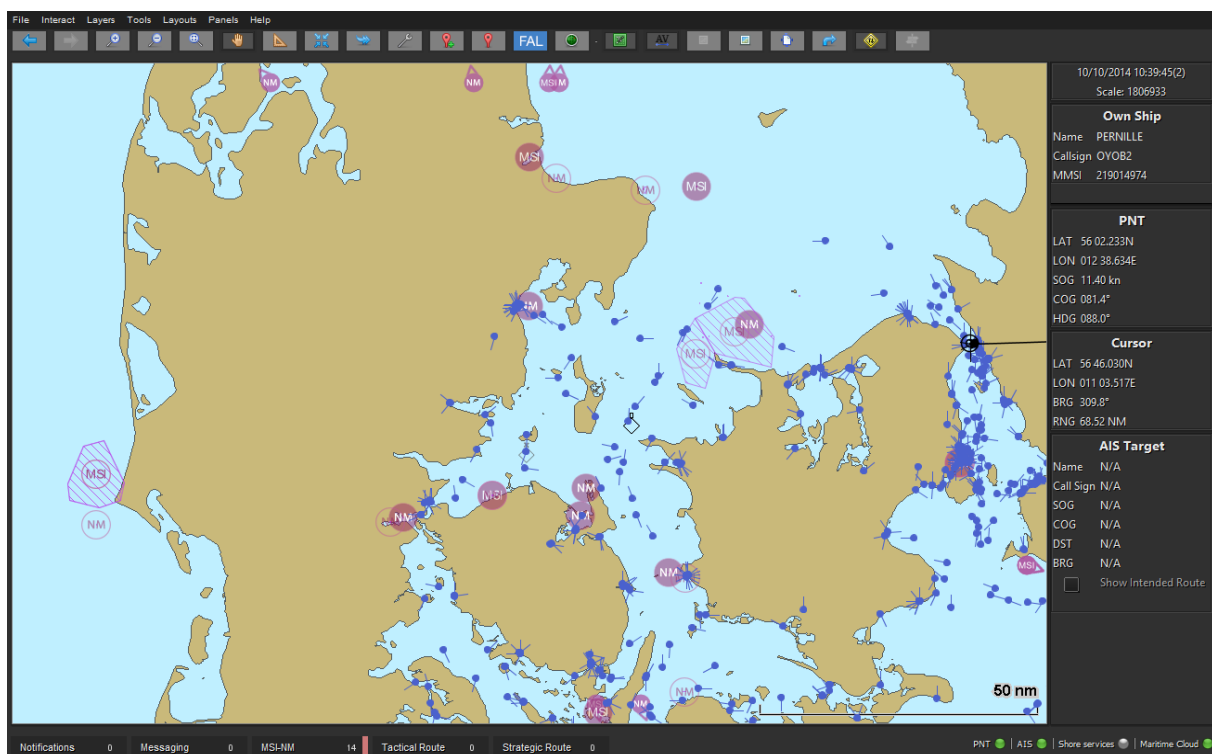 File Interact Layers Tools Layouts Panels Help
FAL AV
10/10/2014 10:39:45(2)
Scale: 1806933
Own Ship
Name PERNILLE
Callsign OYOB2
MMSI 219014974
PNT
LAT 56 02.233N
LON 012 38.634E
SOG 11.40 kn
COG 081.4°
HDG 088.0°
Cursor
LAT 56 46.030N
LON 011 03.517E
BRG 309.8°
RNG 68.52 NM
AIS Target
Name N/A
Call Sign N/A
SOG N/A
COG N/A
DST N/A
BRG N/A
Show Intended Route
NM NM MSI M
MSI
NM NM MSI
NM
MSI NM
MSI
MSI
NM
MSI
NM
NM
NM
NM
MSI
NM
NM
MSI
50 nm
Notifications 0 Messaging 0 MSI-NM 14 Tactical Route 0 Strategic Route 0
PNT AIS Shore services Maritime Cloud